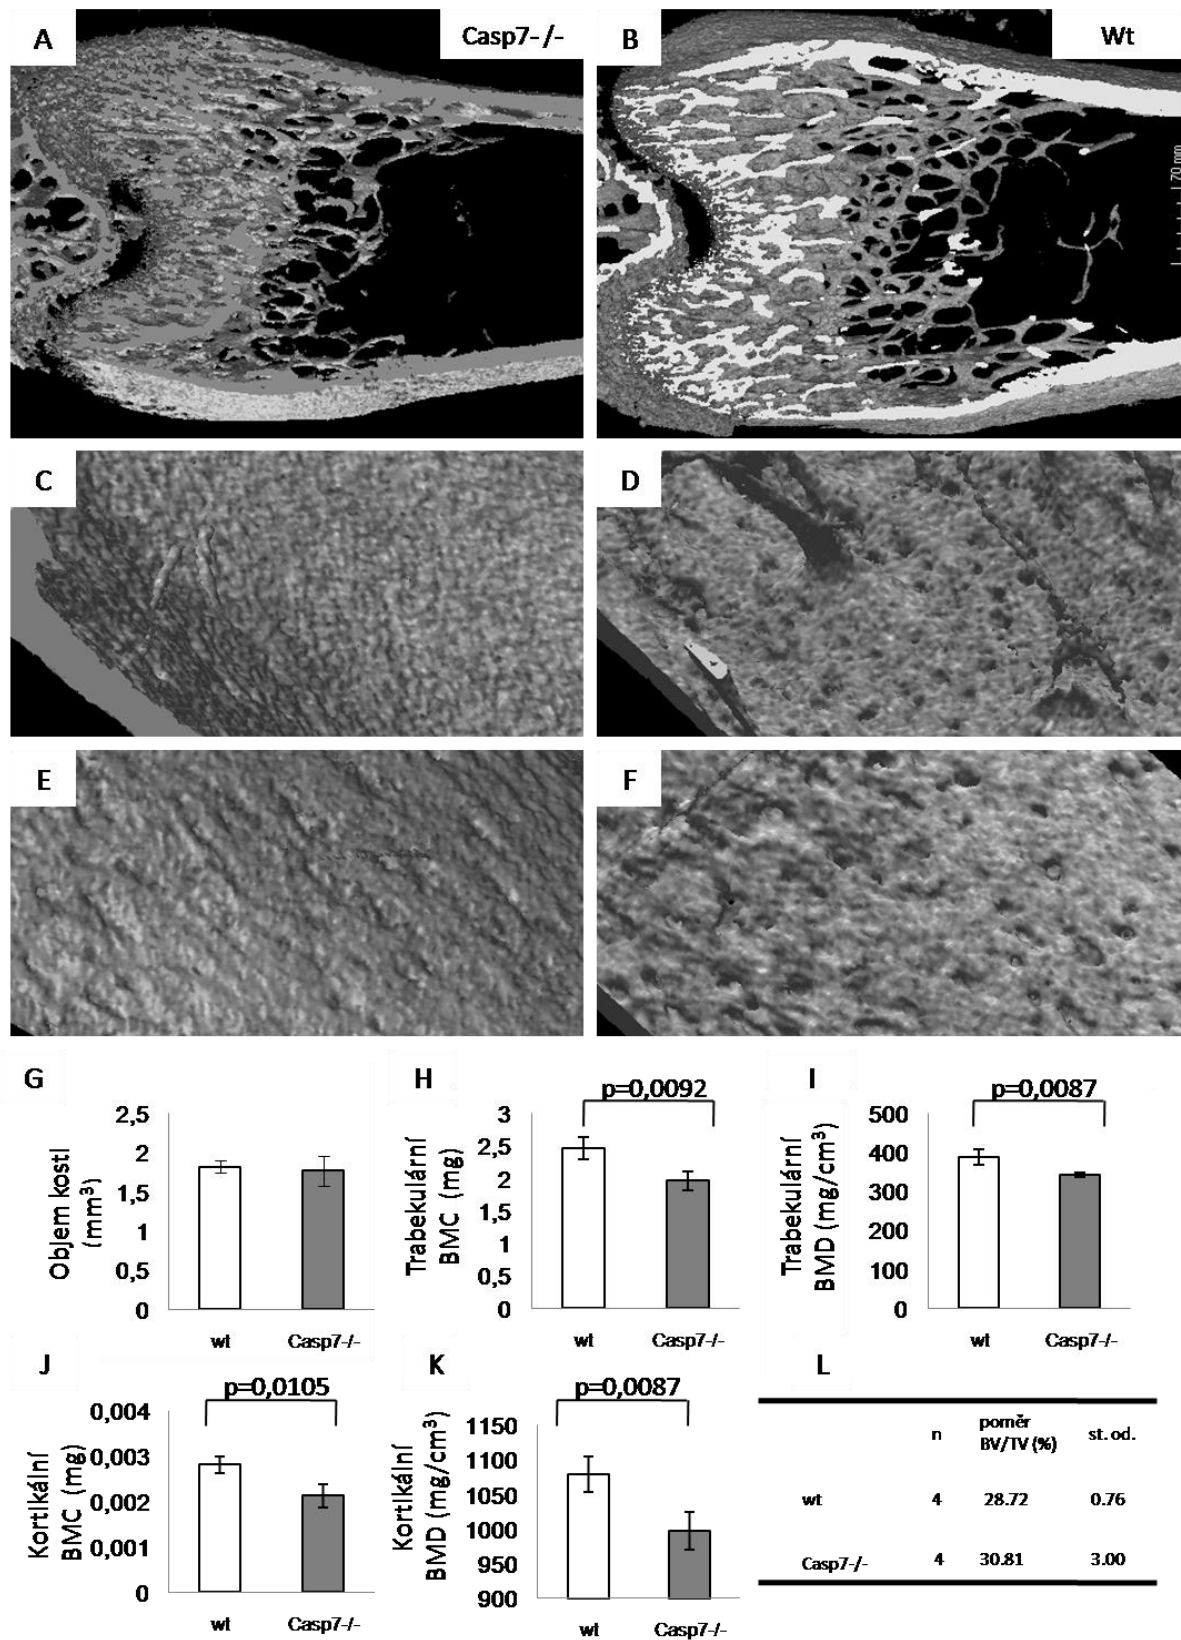 A
Casp7-/-
B
Wt
70 mm
C
D
E
F
G
Objem kostí
(mm³)
2,5
2
1,5
1
0,5
0
wt
Casp7-/-
H
p=0,0092
Trabekulární
BMC (mg)
3
2,5
2
1,5
1
0,5
0
wt
Casp7-/-
I
p=0,0087
Trabekulární
BMD (mg/cm³)
500
400
300
200
100
0
wt
Casp7-/-
J
p=0,0105
Kortikální
BMC (mg)
0,004
0,003
0,002
0,001
0
wt
Casp7-/-
K
p=0,0087
Kortikální
BMD (mg/cm³)
1150
1100
1050
1000
950
900
wt
Casp7-/-
L
n poměr BV/TV (%) st. od.
wt 4 28.72 0.76
Casp7-/- 4 30.81 3.00